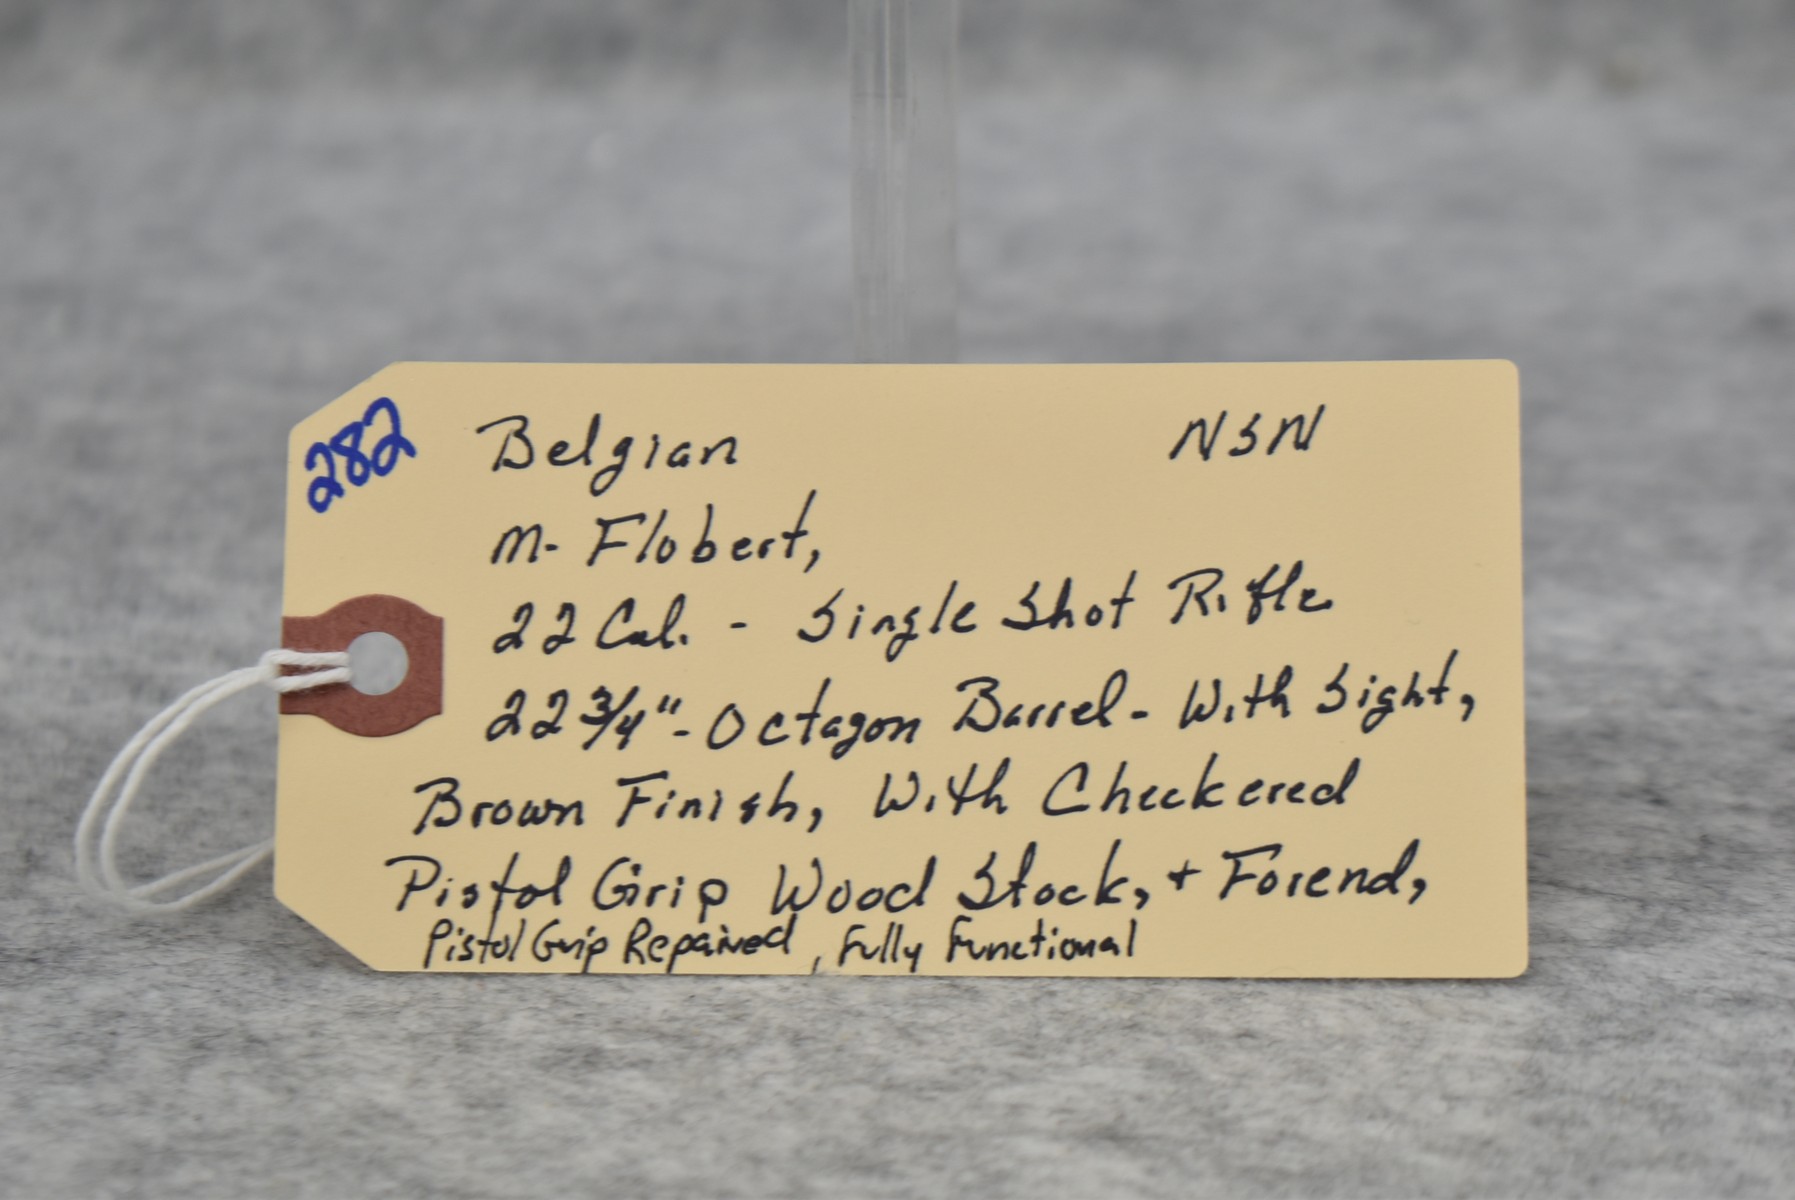 282
Belgian NSN
M- Flobert,
22 Cal. - Single Shot Rifle
22 3/4" - Octagon Barrel - With Sight,
Brown Finish, With Checkered
Pistol Grip Wood Stock, + Forend,
Pistol Grip Repaired, Fully Functional